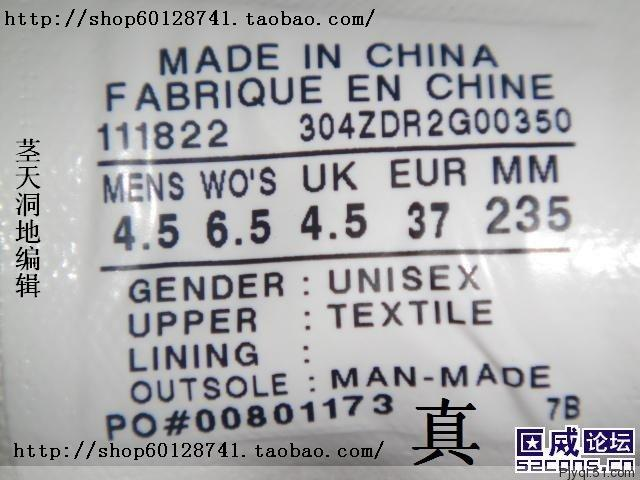 http://shop60128741.taobao.com/
MADE IN CHINA
FABRIQUE EN CHINE
111822 304ZDR2G00350
MENS WO'S UK EUR MM
4.5 6.5 4.5 37 235
GENDER : UNISEX
UPPER : TEXTILE
LINING :
OUTSOLE : MAN-MADE
PO#00801173 7B
茎天洞地编辑
真
http://shop60128741.taobao.com/
匡威论坛
52cons.cn
Pjyql.51.com